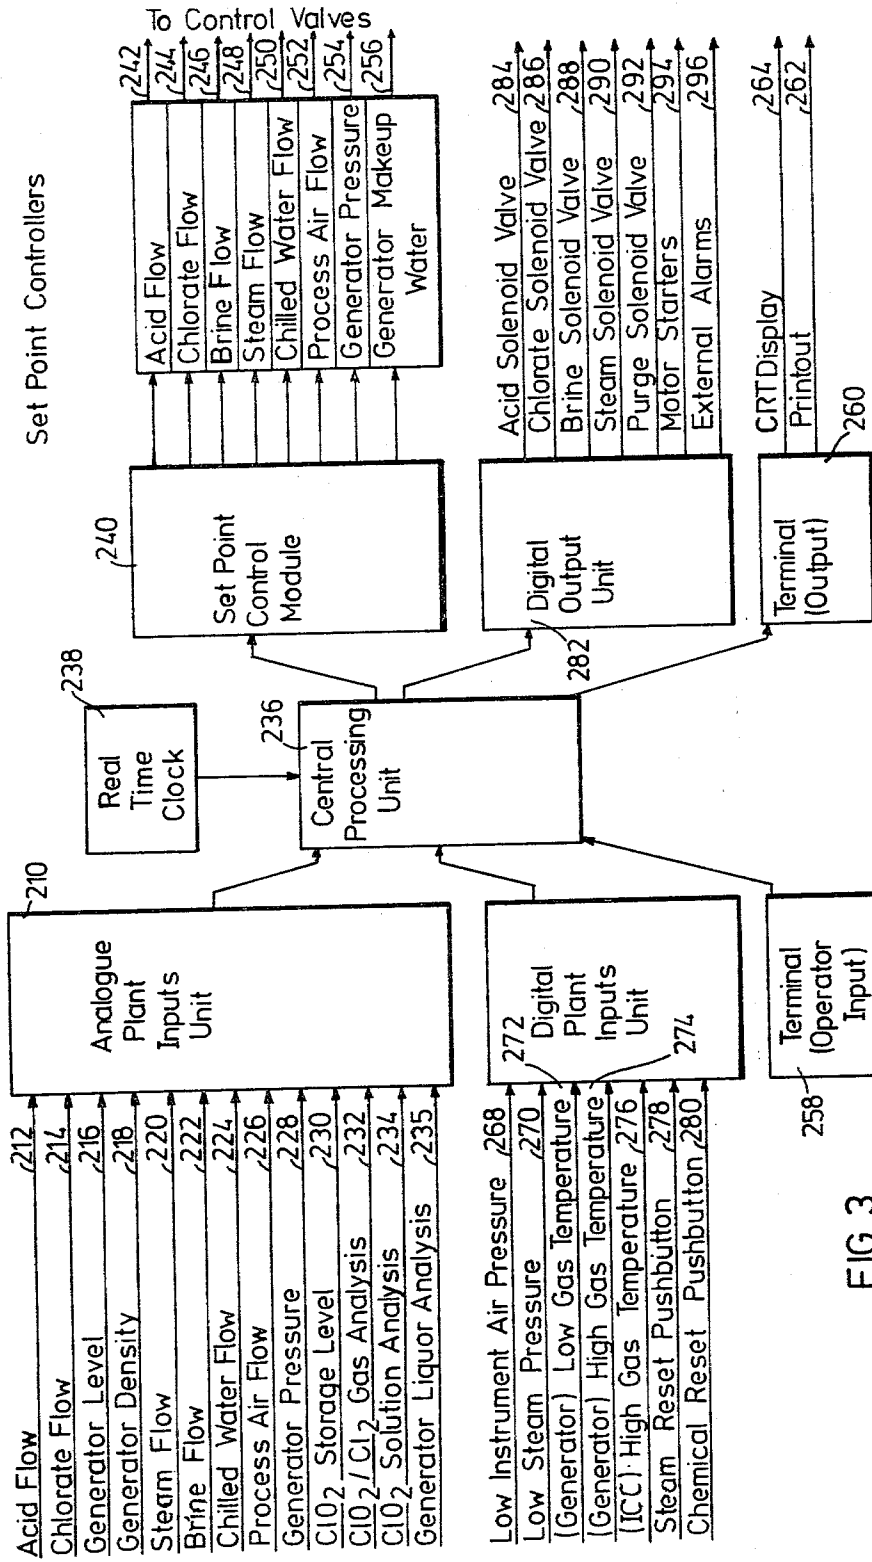 Set Point Controllers
To Control Valves
242
244
246
248
250
252
254
256
Acid Flow
Chlorate Flow
Brine Flow
Steam Flow
Chilled Water Flow
Process Air Flow
Generator Pressure
Generator Makeup
Water
240
Set Point
Control
Module
238
Real
Time
Clock
236
Central
Processing
Unit
210
Analogue
Plant
Inputs
Unit
Acid Flow 212
Chlorate Flow 214
Generator Level 216
Generator Density 218
Steam Flow 220
Brine Flow 222
Chilled Water Flow 224
Process Air Flow 226
Generator Pressure 228
ClO2 Storage Level 230
ClO2/Cl2 Gas Analysis 232
ClO2 Solution Analysis 234
Generator Liquor Analysis 235
Acid Solenoid Valve 284
Chlorate Solenoid Valve 286
Brine Solenoid Valve 288
Steam Solenoid Valve 290
Purge Solenoid Valve 292
Motor Starters 294
External Alarms 296
Digital
Output
Unit
282
Low Instrument Air Pressure 268
Low Steam Pressure 270
(Generator) Low Gas Temperature 272
(Generator) High Gas Temperature 274
(ICC) High Gas Temperature 276
Steam Reset Pushbutton 278
Chemical Reset Pushbutton 280
Digital
Plant
Inputs
Unit
CRT Display 264
Printout 262
260
Terminal
(Output)
258
Terminal
(Operator
Input)
FIG 3